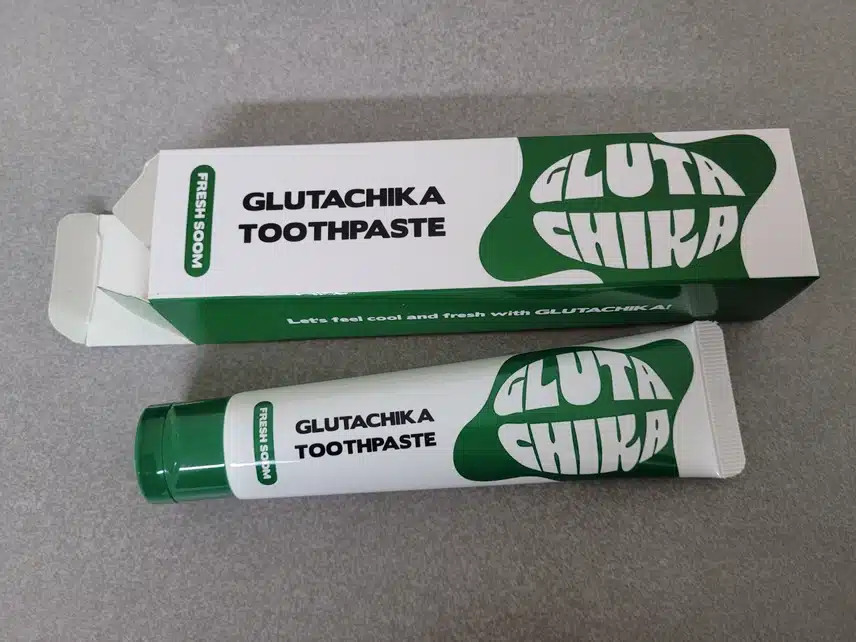 FRESH SOOM
GLUTACHIKA
TOOTHPASTE
GLUTA
CHIKA
Let's feel cool and fresh with GLUTACHIKA!
FRESH SOOM
GLUTACHIKA
TOOTHPASTE
GLUTA
CHIKA